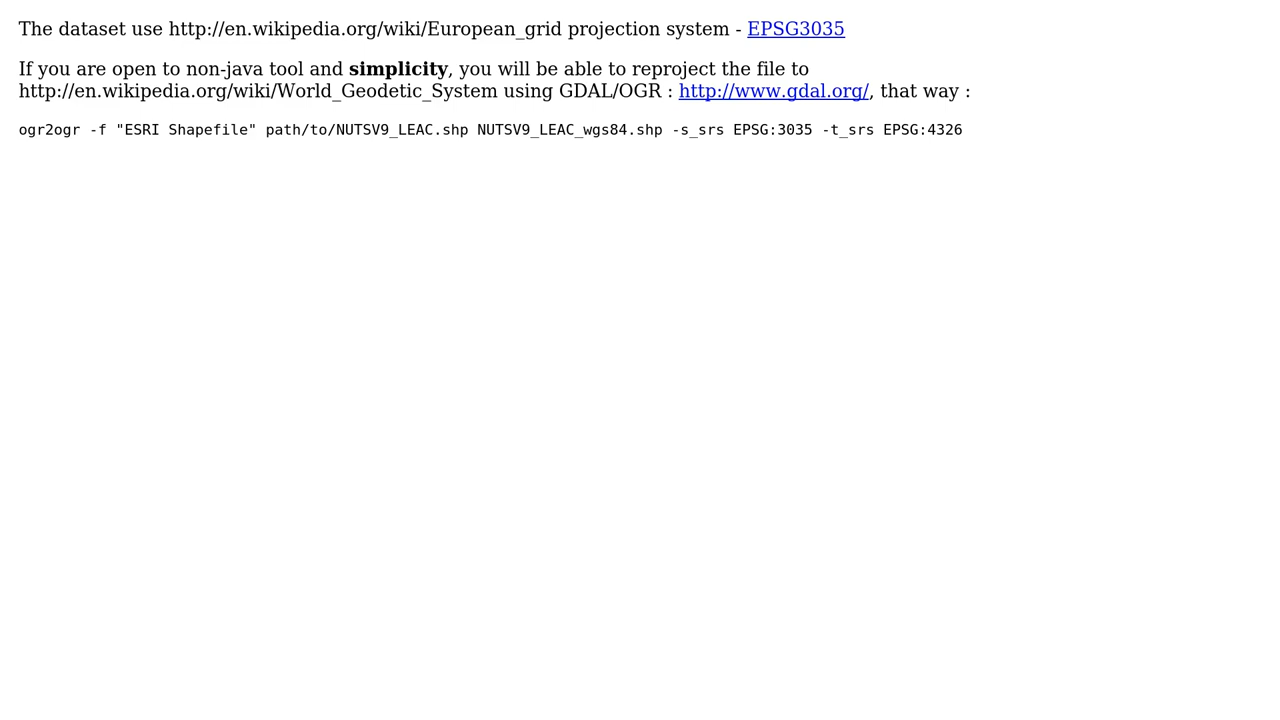 The dataset use http://en.wikipedia.org/wiki/European_grid projection system - EPSG3035
If you are open to non-java tool and simplicity, you will be able to reproject the file to
http://en.wikipedia.org/wiki/World_Geodetic_System using GDAL/OGR : http://www.gdal.org/, that way :
ogr2ogr -f "ESRI Shapefile" path/to/NUTSV9_LEAC.shp NUTSV9_LEAC_wgs84.shp -s_srs EPSG:3035 -t_srs EPSG:4326